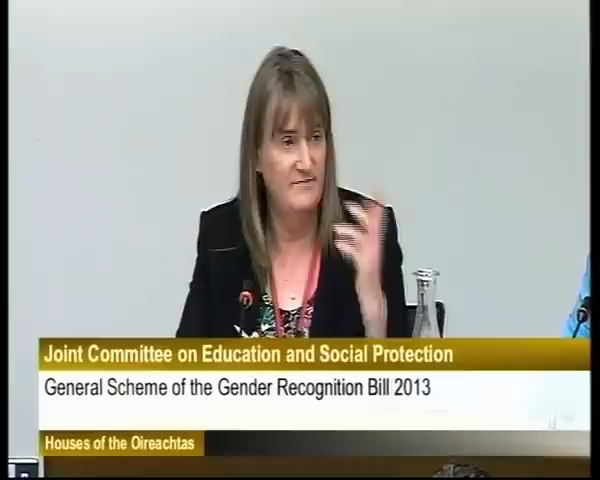 Joint Committee on Education and Social Protection
General Scheme of the Gender Recognition Bill 2013
Houses of the Oireachtas